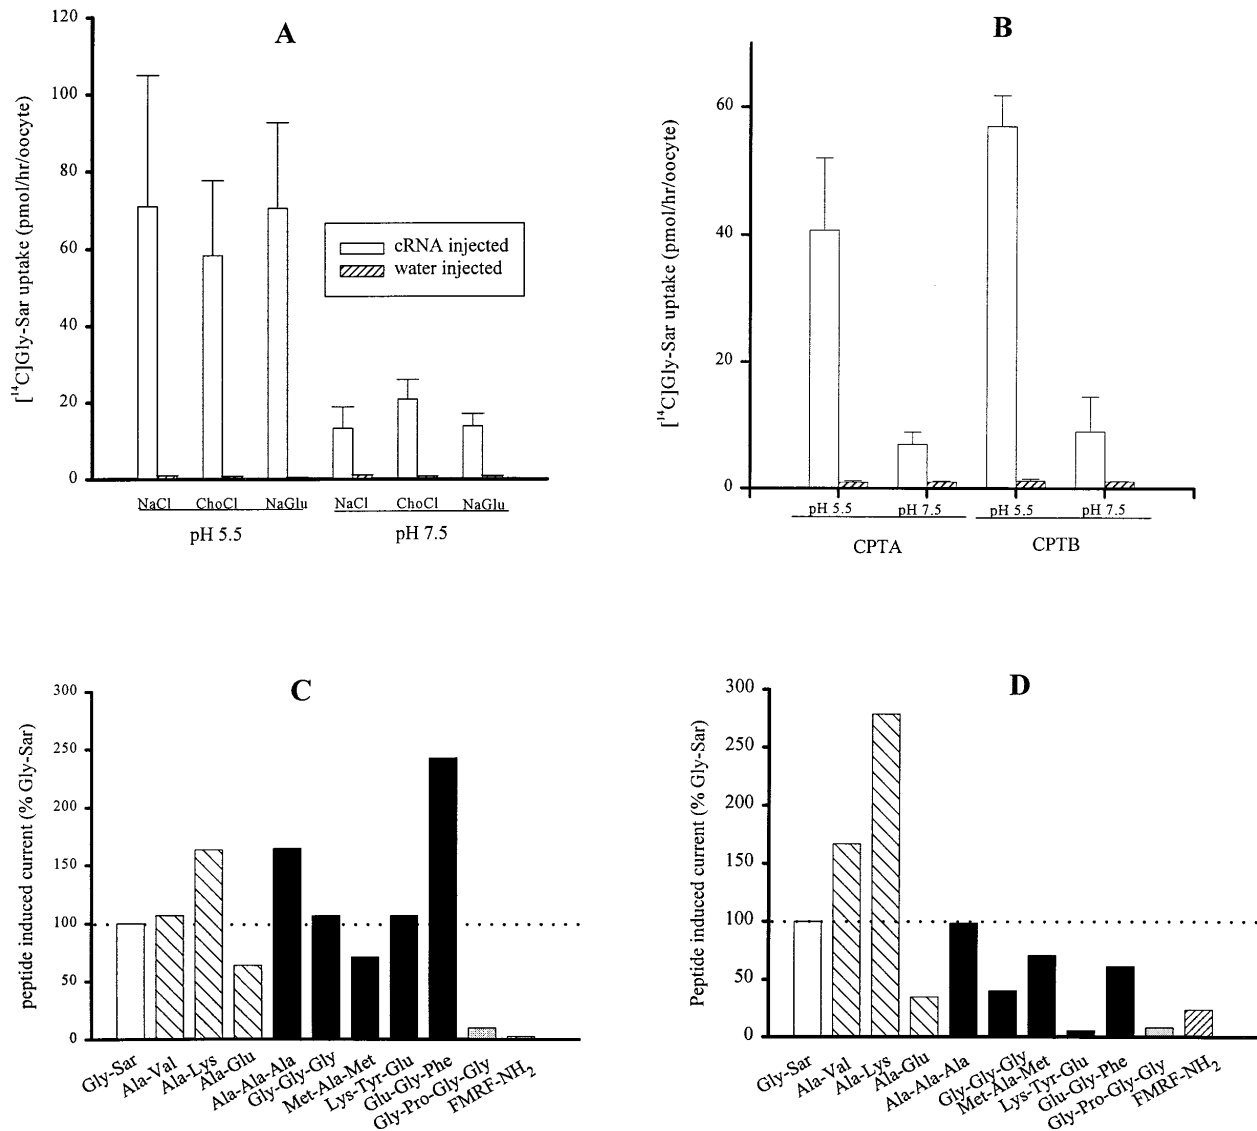 A
[¹⁴C]Gly-Sar uptake (pmol/hr/oocyte)
120
100
80
60
40
20
0
cRNA injected
water injected
NaCl ChoCl NaGlu NaCl ChoCl NaGlu
pH 5.5 pH 7.5
B
[¹⁴C]Gly-Sar uptake (pmol/hr/oocyte)
60
40
20
0
pH 5.5 pH 7.5 pH 5.5 pH 7.5
CPTA CPTB
C
peptide induced current (% Gly-Sar)
300
250
200
150
100
50
0
Gly-Sar
Ala-Val
Ala-Lys
Ala-Glu
Ala-Ala-Ala
Gly-Gly-Gly
Met-Ala-Met
Lys-Tyr-Glu
Glu-Gly-Phe
Gly-Pro-Gly-Gly
FMRF-NH₂
D
Peptide induced current (% Gly-Sar)
300
250
200
150
100
50
0
Gly-Sar
Ala-Val
Ala-Lys
Ala-Glu
Ala-Ala-Ala
Gly-Gly-Gly
Met-Ala-Met
Lys-Tyr-Glu
Glu-Gly-Phe
Gly-Pro-Gly-Gly
FMRF-NH₂